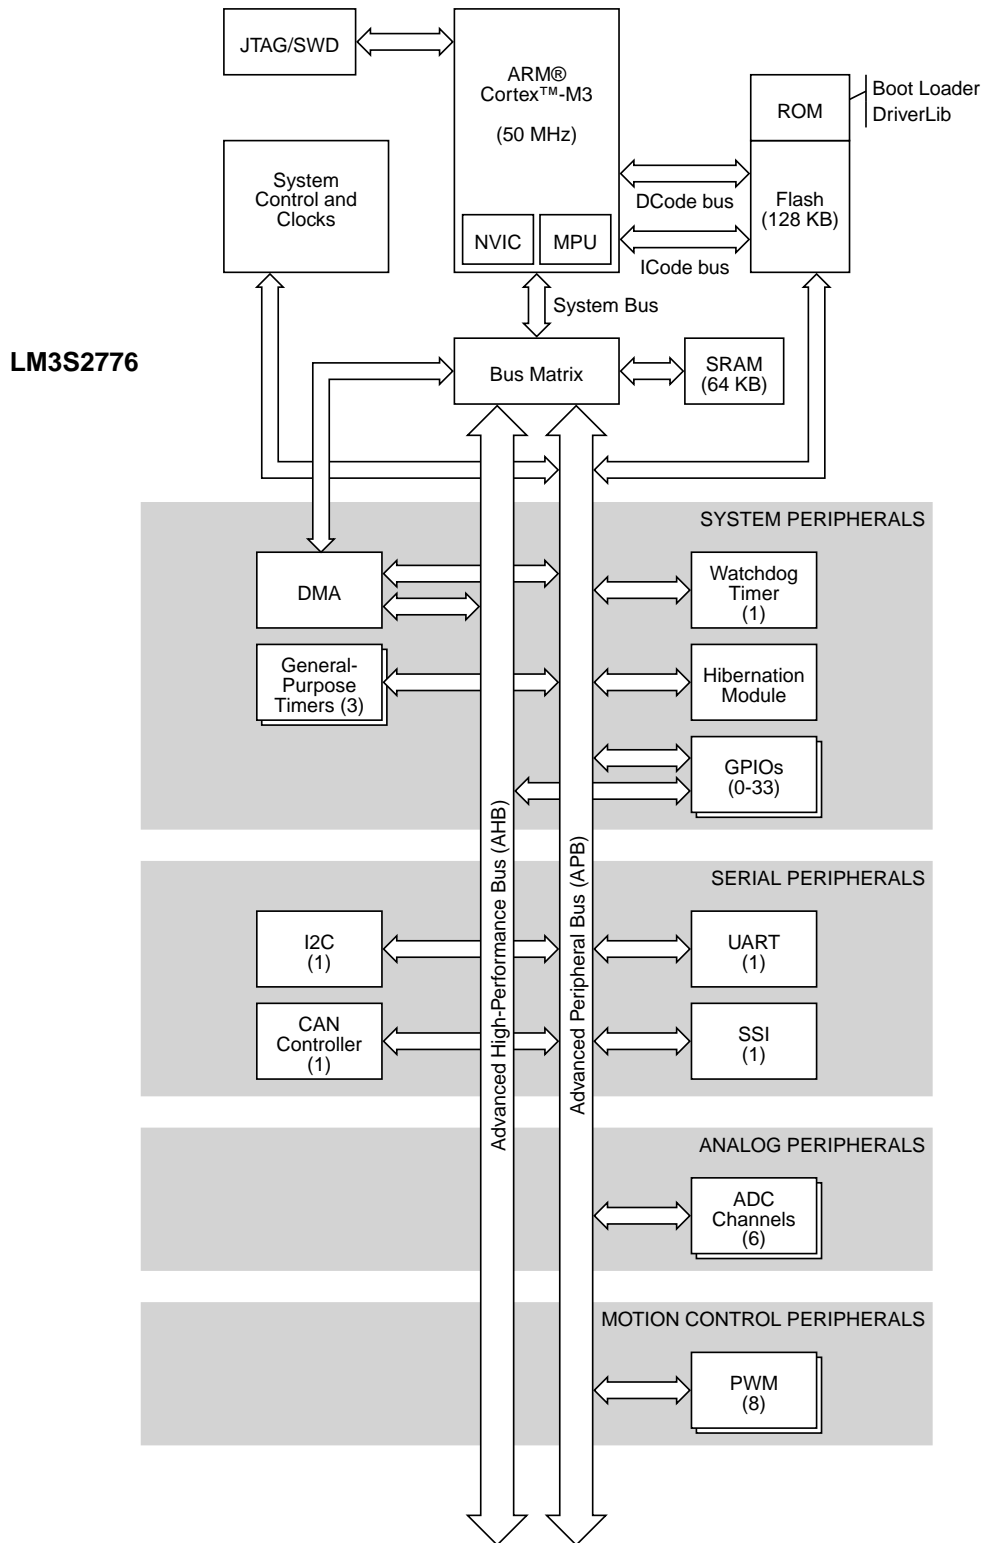 JTAG/SWD
ARM®
Cortex™-M3
(50 MHz)
NVIC
MPU
ROM
Boot Loader
DriverLib
Flash
(128 KB)
DCode bus
ICode bus
System
Control and
Clocks
System Bus
LM3S2776
Bus Matrix
SRAM
(64 KB)
SYSTEM PERIPHERALS
DMA
Watchdog
Timer
(1)
General-
Purpose
Timers (3)
Hibernation
Module
GPIOs
(0-33)
Advanced High-Performance Bus (AHB)
Advanced Peripheral Bus (APB)
SERIAL PERIPHERALS
I2C
(1)
UART
(1)
CAN
Controller
(1)
SSI
(1)
ANALOG PERIPHERALS
ADC
Channels
(6)
MOTION CONTROL PERIPHERALS
PWM
(8)